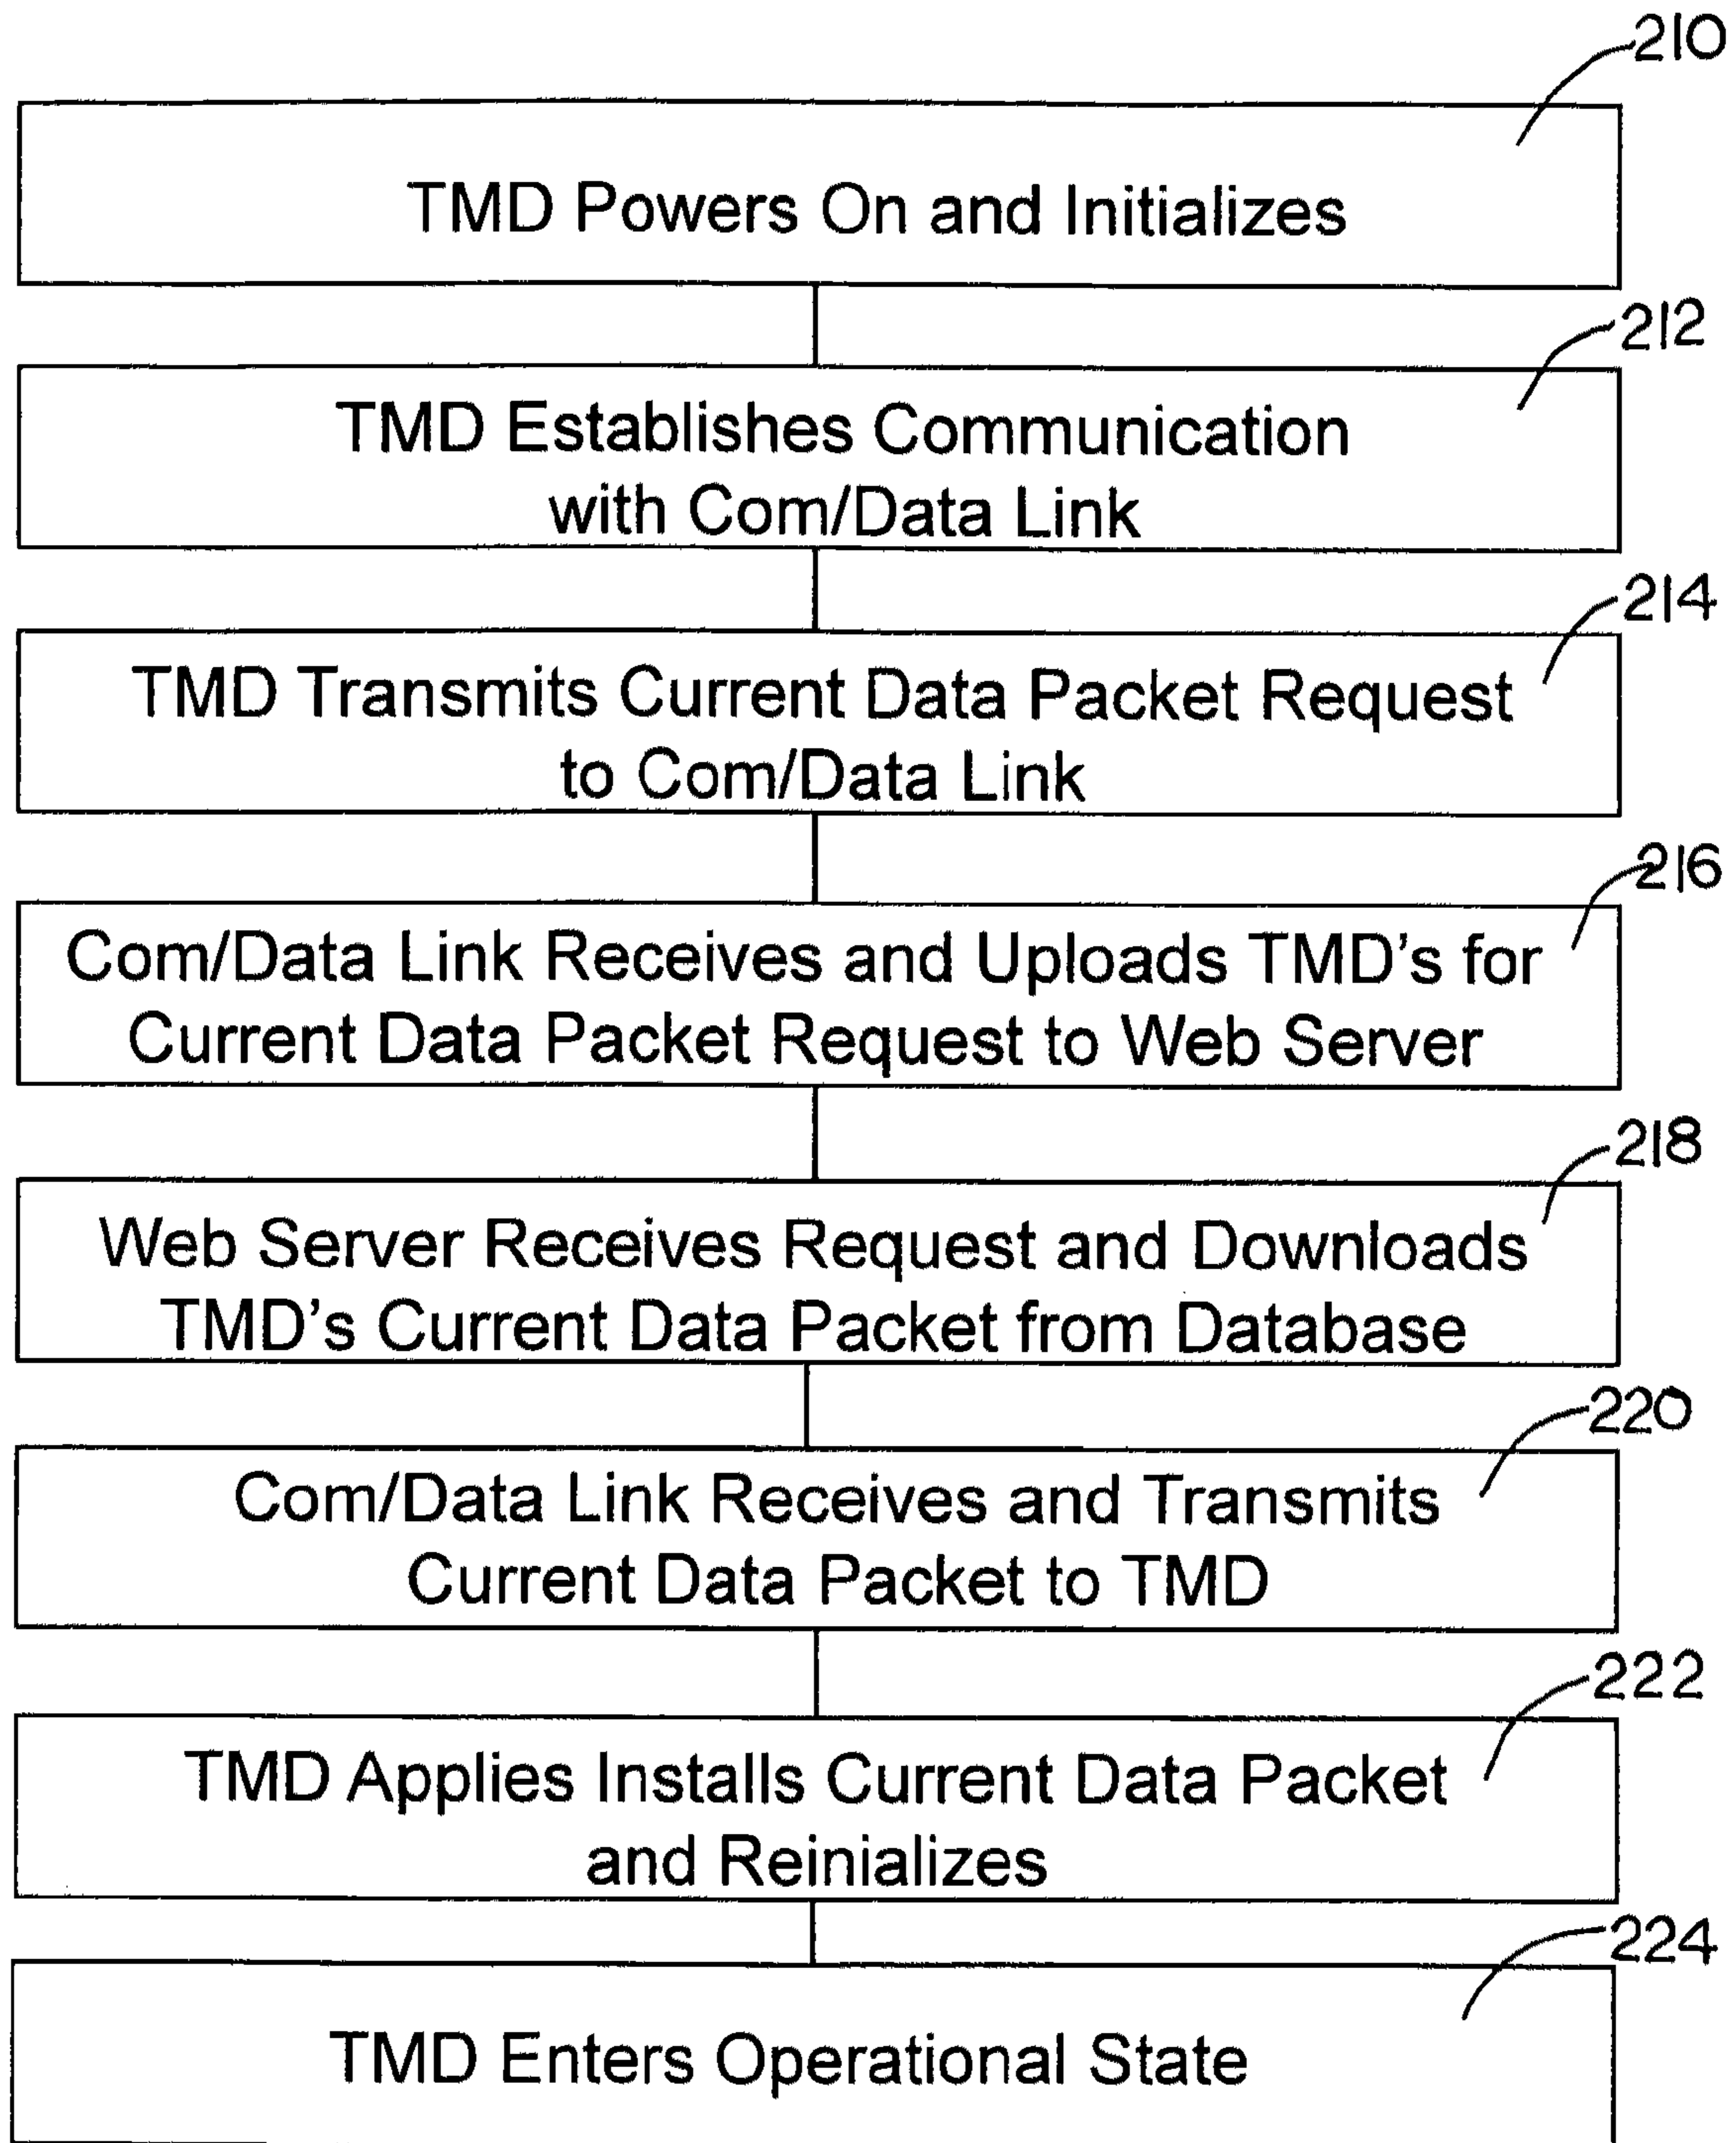 210
TMD Powers On and Initializes
212
TMD Establishes Communication
with Com/Data Link
214
TMD Transmits Current Data Packet Request
to Com/Data Link
216
Com/Data Link Receives and Uploads TMD's for
Current Data Packet Request to Web Server
218
Web Server Receives Request and Downloads
TMD's Current Data Packet from Database
220
Com/Data Link Receives and Transmits
Current Data Packet to TMD
222
TMD Applies Installs Current Data Packet
and Reinializes
224
TMD Enters Operational State